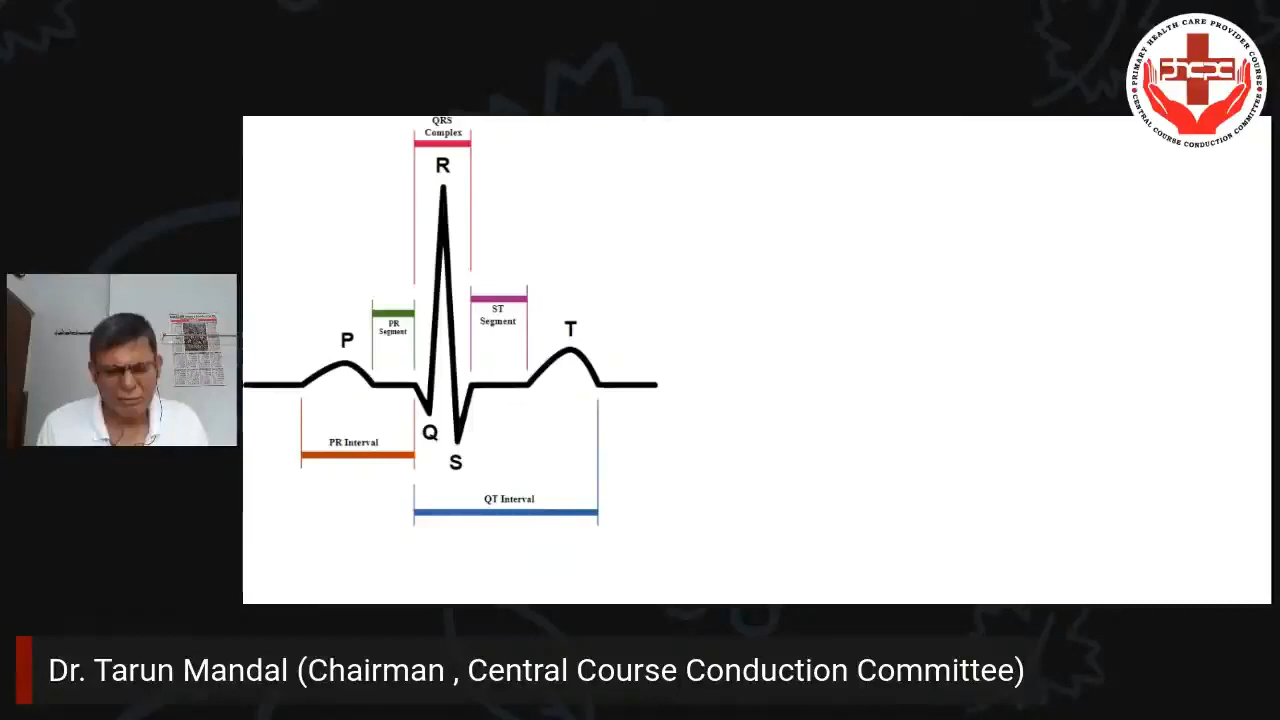 PRIMARY HEALTH CARE PROVIDER COURSE
phcpc
CENTRAL COURSE CONDUCTION COMMITTEE
QRS
Complex
R
P
PR
Segment
ST
Segment
T
Q
S
PR Interval
QT Interval
Dr. Tarun Mandal (Chairman , Central Course Conduction Committee)